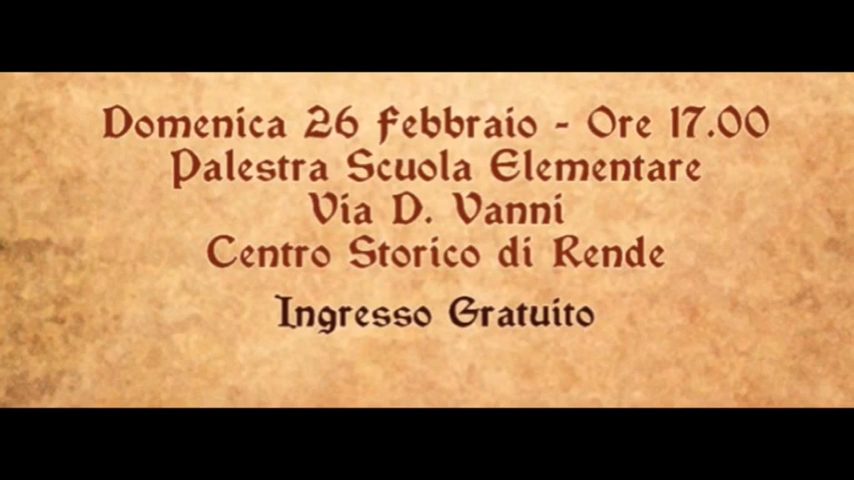 Domenica 26 Febbraio - Ore 17.00
Palestra Scuola Elementare
Via D. Vanni
Centro Storico di Rende
Ingresso Gratuito